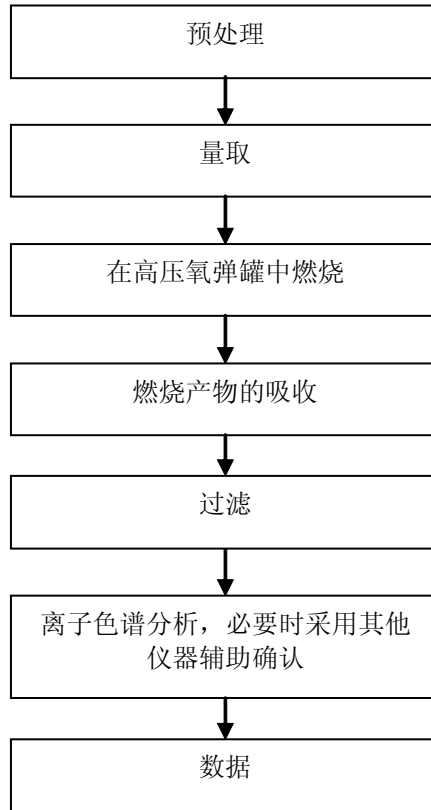 预处理
量取
在高压氧弹罐中燃烧
燃烧产物的吸收
过滤
离子色谱分析，必要时采用其他
仪器辅助确认
数据